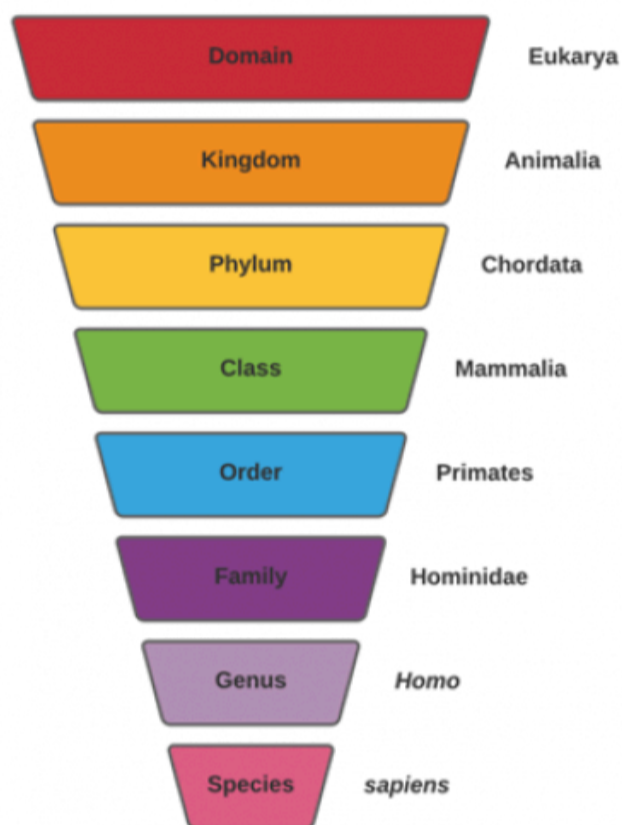 Domain Eukarya
Kingdom Animalia
Phylum Chordata
Class Mammalia
Order Primates
Family Hominidae
Genus Homo
Species sapiens